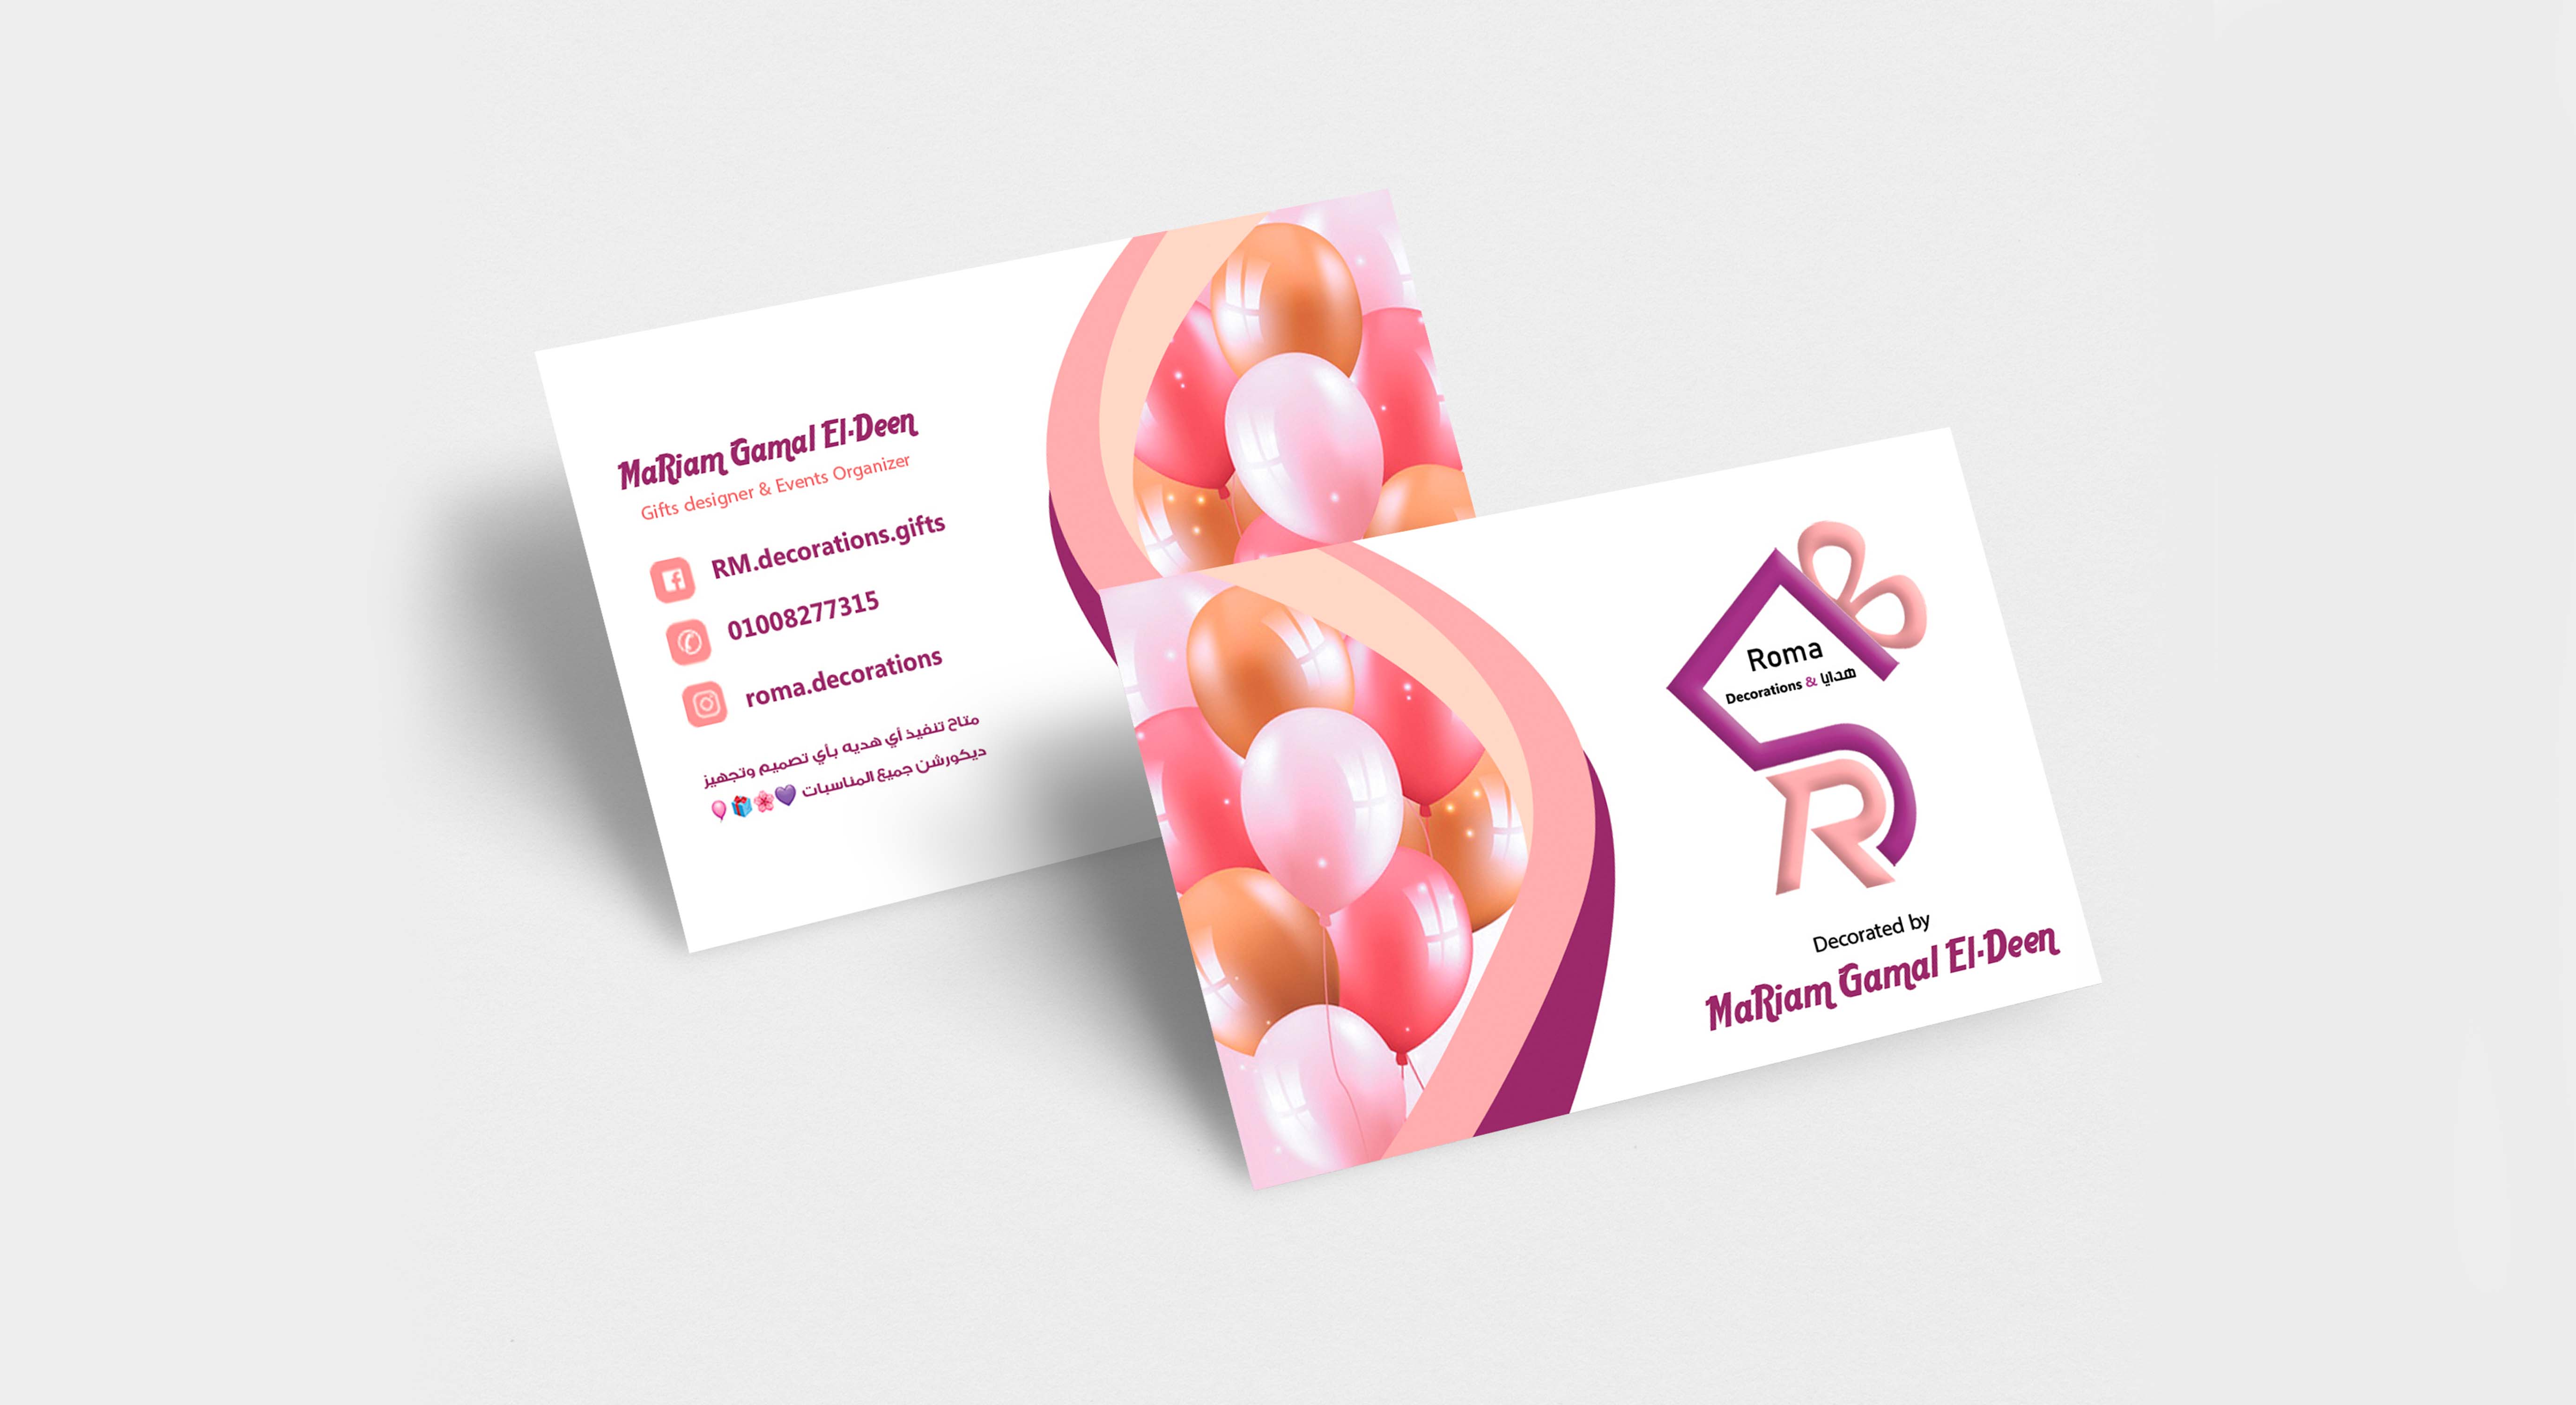 MaRiam Gamal El-Deen
Gifts designer & Events Organizer
RM.decorations.gifts
01008277315
roma.decorations
متاح تنفيذ أي هديه بأي تصميم وتجهيز
ديكورشن جميع المناسبات 💜🌸🎁🎈
Roma
Decorations & هدايا
R
Decorated by
MaRiam Gamal El-Deen